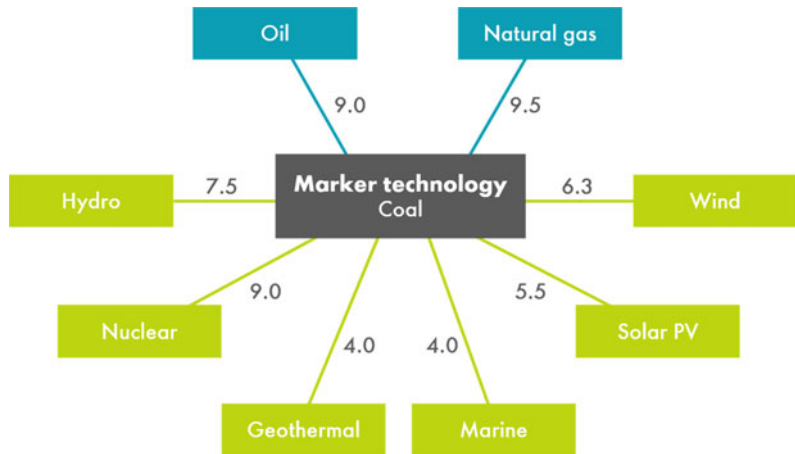 Oil
Natural gas
9.0
9.5
Marker technology
Coal
Hydro
7.5
6.3
Wind
Nuclear
9.0
5.5
Solar PV
4.0
4.0
Geothermal
Marine